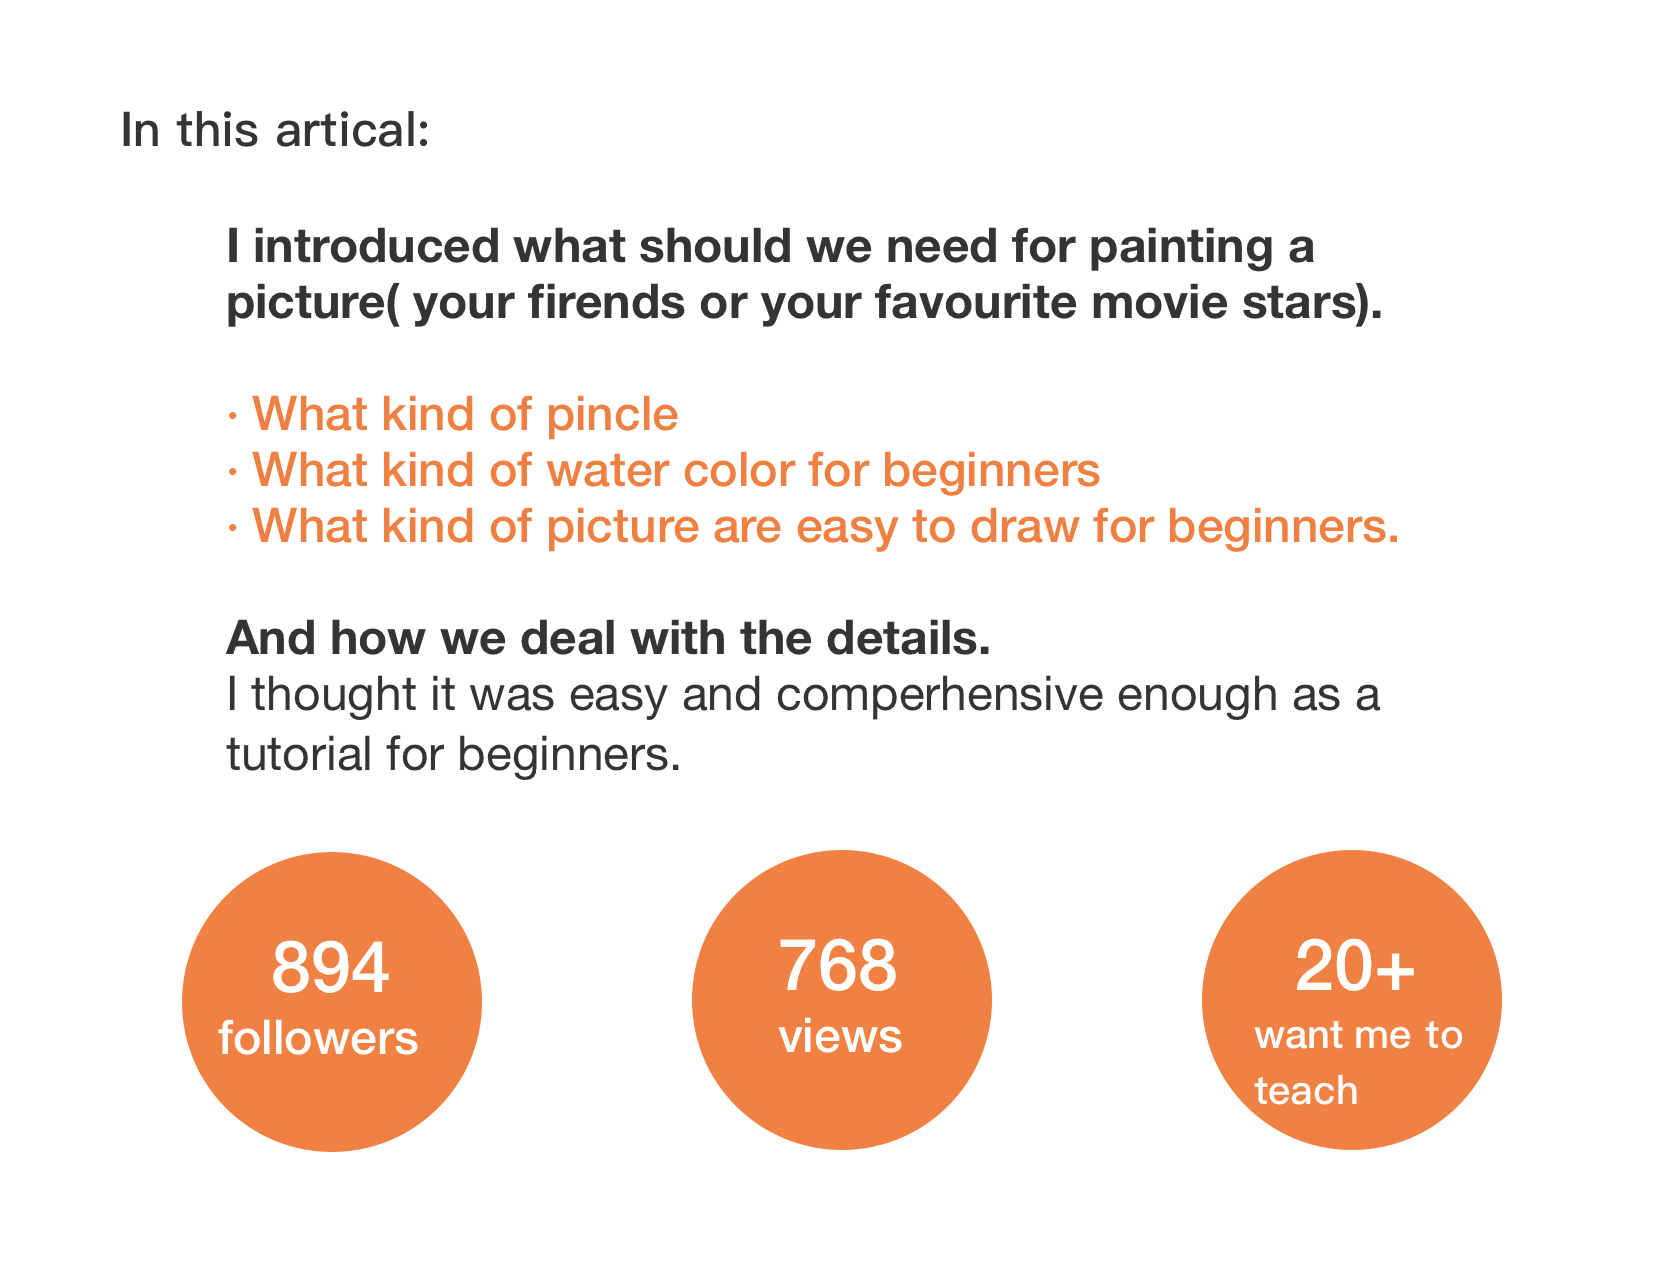 In this artical:
I introduced what should we need for painting a
picture( your firends or your favourite movie stars).
· What kind of pincle
· What kind of water color for beginners
· What kind of picture are easy to draw for beginners.
And how we deal with the details.
I thought it was easy and comperhensive enough as a
tutorial for beginners.
894
followers
768
views
20+
want me to
teach